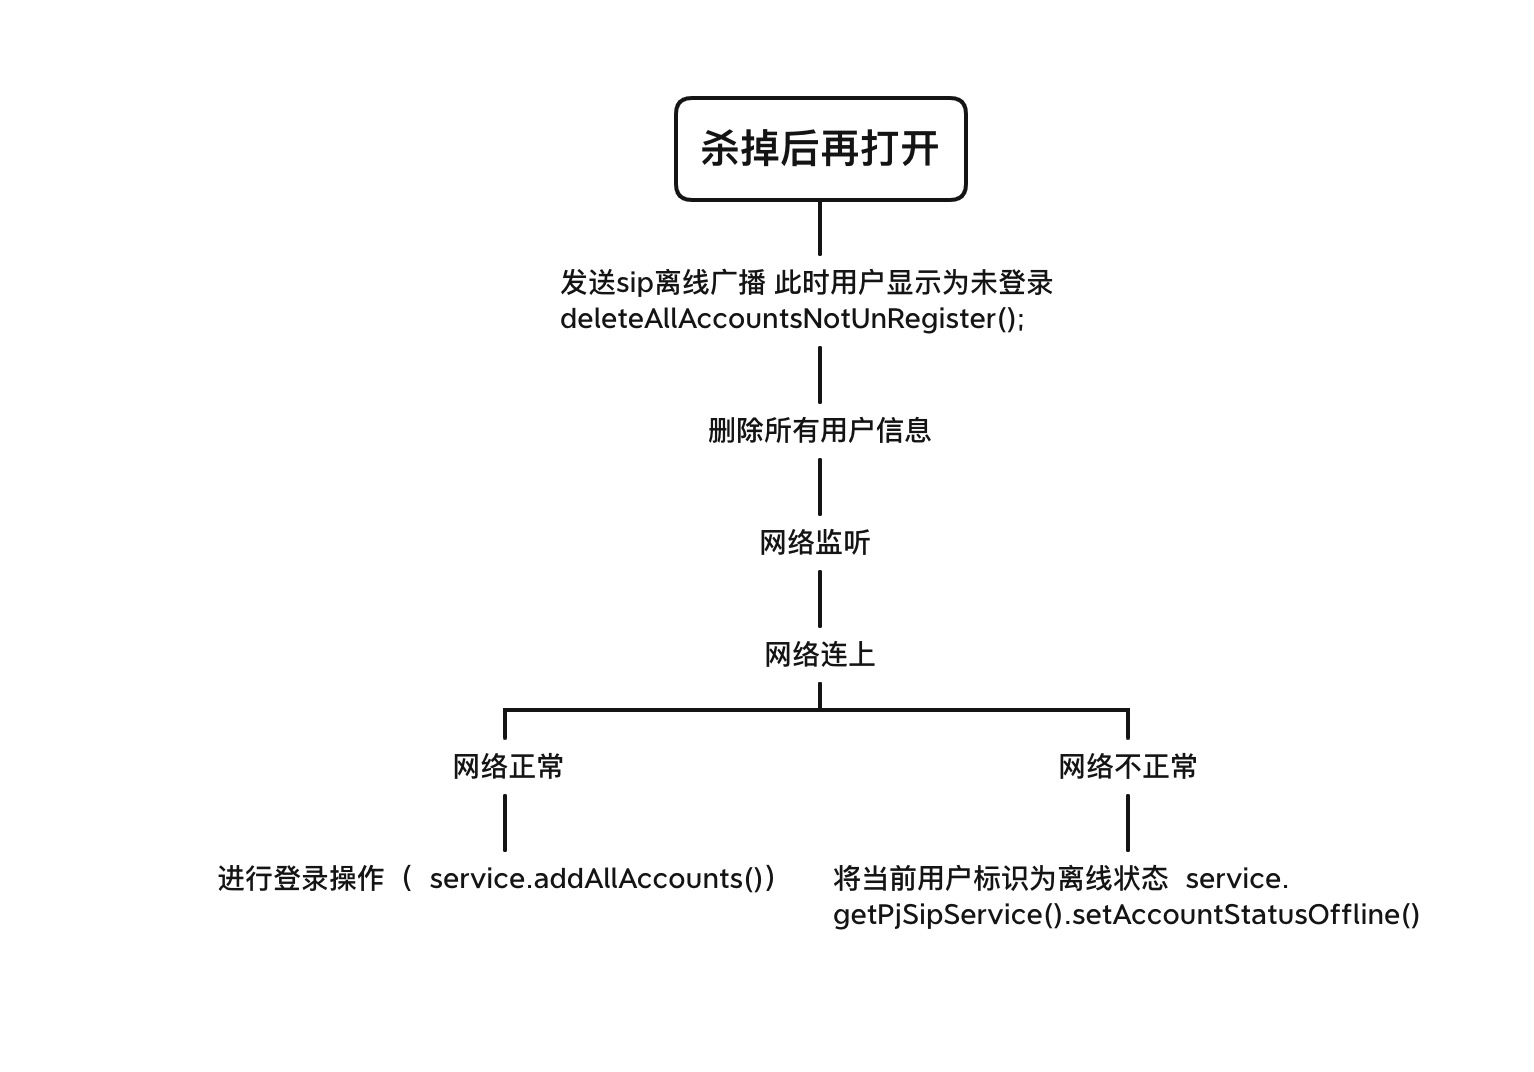 杀掉后再打开
发送sip离线广播 此时用户显示为未登录
deleteAllAccountsNotUnRegister();
删除所有用户信息
网络监听
网络连上
网络正常
网络不正常
进行登录操作（ service.addAllAccounts()）
将当前用户标识为离线状态 service.
getPjSipService().setAccountStatusOffline()